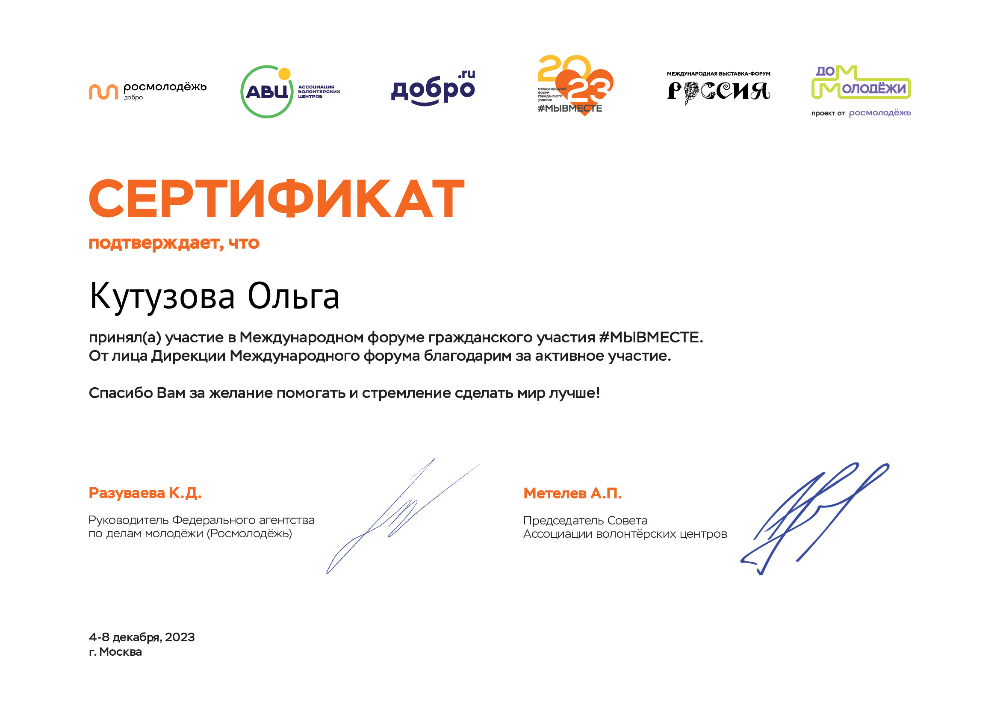 росмолодёжь
добро
АВЦ
АССОЦИАЦИЯ
ВОЛОНТЕРСКИХ
ЦЕНТРОВ
добро.ru
2023
международный
форум
гражданского
участия
#МЫВМЕСТЕ
МЕЖДУНАРОДНАЯ ВЫСТАВКА-ФОРУМ
РОССИЯ
ДОМ
МОЛОДЁЖИ
проект от росмолодёжь
СЕРТИФИКАТ
подтверждает, что
Кутузова Ольга
принял(а) участие в Международном форуме гражданского участия #МЫВМЕСТЕ.
От лица Дирекции Международного форума благодарим за активное участие.
Спасибо Вам за желание помогать и стремление сделать мир лучше!
Разуваева К.Д.
Руководитель Федерального агентства
по делам молодёжи (Росмолодёжь)
Метелев А.П.
Председатель Совета
Ассоциации волонтёрских центров
4-8 декабря, 2023
г. Москва